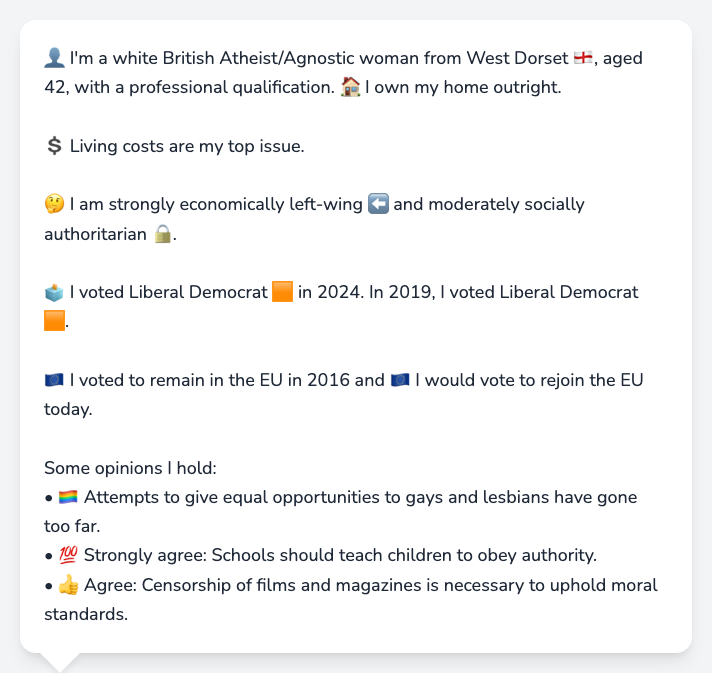 👤 I'm a white British Atheist/Agnostic woman from West Dorset 🏴󠁧󠁢󠁥󠁮󠁧󠁿, aged
42, with a professional qualification. 🏠 I own my home outright.
💲 Living costs are my top issue.
🤔 I am strongly economically left-wing ⬅️ and moderately socially
authoritarian 🔒.
🗳️ I voted Liberal Democrat 🟧 in 2024. In 2019, I voted Liberal Democrat
🟧.
🇪🇺 I voted to remain in the EU in 2016 and 🇪🇺 I would vote to rejoin the EU
today.
Some opinions I hold:
• 🏳️‍🌈 Attempts to give equal opportunities to gays and lesbians have gone
too far.
• 💯 Strongly agree: Schools should teach children to obey authority.
• 👍 Agree: Censorship of films and magazines is necessary to uphold moral
standards.